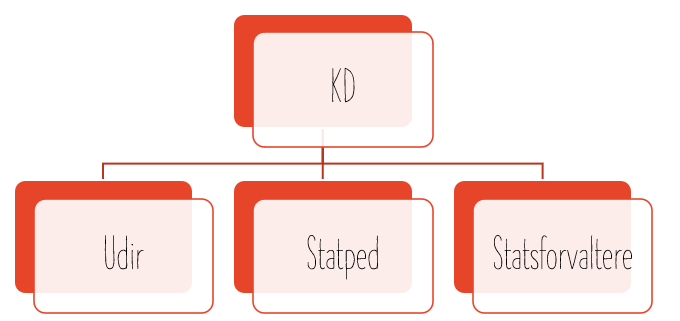 KD
Udir
Statped
Statsforvaltere